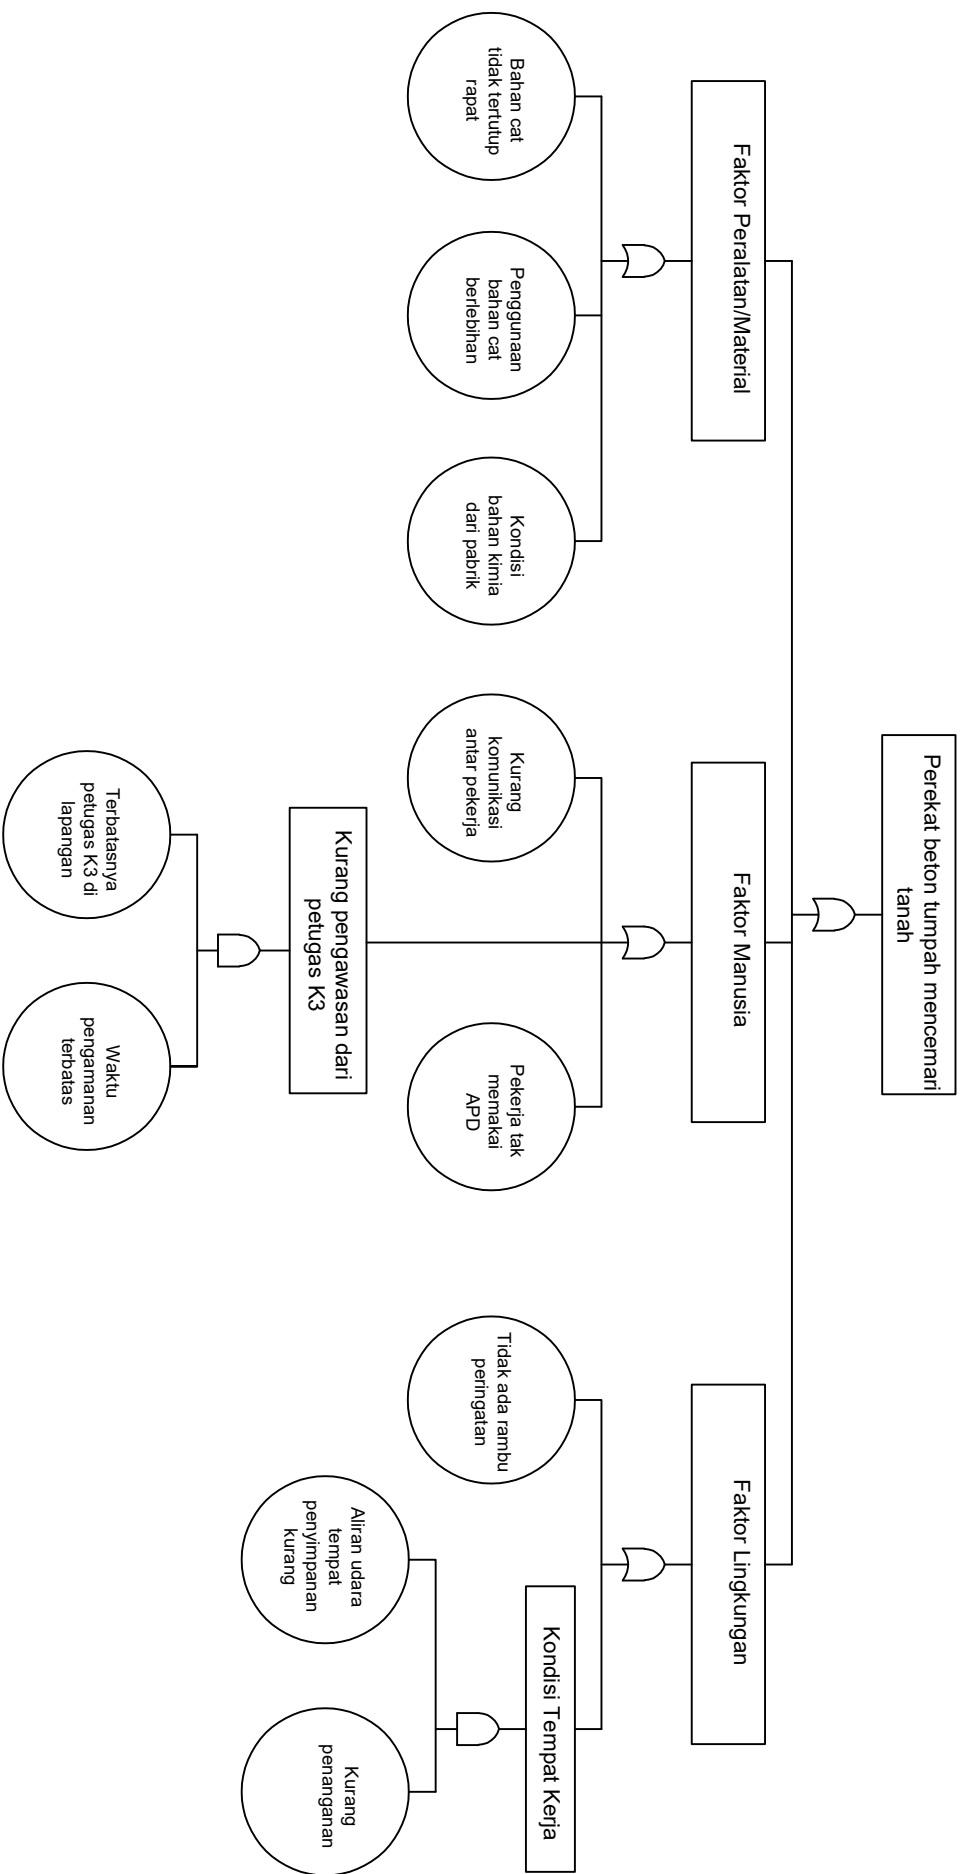 Perekat beton tumpah mencemari
tanah
Faktor Peralatan/Material
Faktor Manusia
Faktor Lingkungan
Bahan cat
tidak tertutup
rapat
Penggunaan
bahan cat
berlebihan
Kondisi
bahan kimia
dari pabrik
Kurang
komunikasi
antar pekerja
Pekerja tak
memakai
APD
Tidak ada rambu
peringatan
Kondisi Tempat Kerja
Kurang pengawasan dari
petugas K3
Aliran udara
tempat
penyimpanan
kurang
Kurang
penanganan
Terbatasnya
petugas K3 di
lapangan
Waktu
pengamanan
terbatas